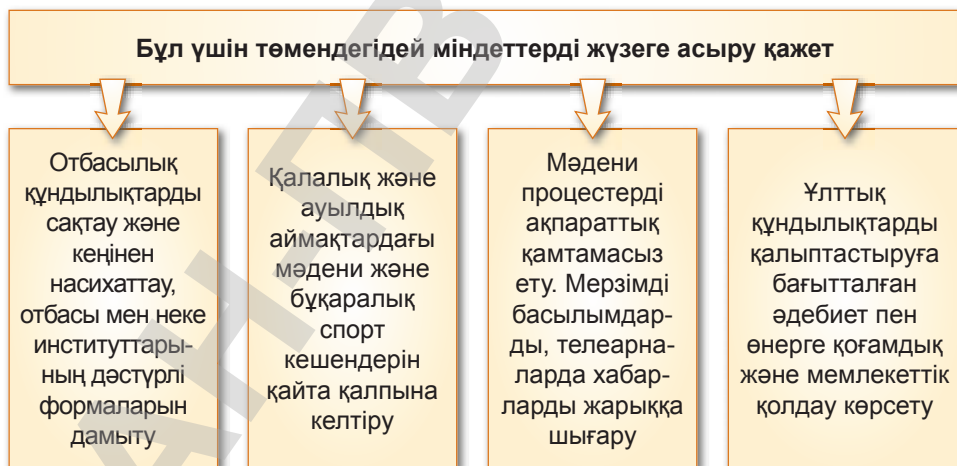 Бұл үшін төмендегідей міндеттерді жүзеге асыру қажет
Отбасылық
құндылықтарды
сақтау және
кеңінен
насихаттау,
отбасы мен неке
институттары-
ның дәстүрлі
формаларын
дамыту
Қалалық және
ауылдық
аймақтардағы
мәдени және
бұқаралық
спорт
кешендерін
қайта қалпына
келтіру
Мәдени
процестерді
ақпараттық
қамтамасыз
ету. Мерзімді
басылымдар-
ды, телеарна-
ларда хабар-
ларды жарыққа
шығару
Ұлттық
құндылықтарды
қалыптастыруға
бағытталған
әдебиет пен
өнерге қоғамдық
және мемлекеттік
қолдау көрсету